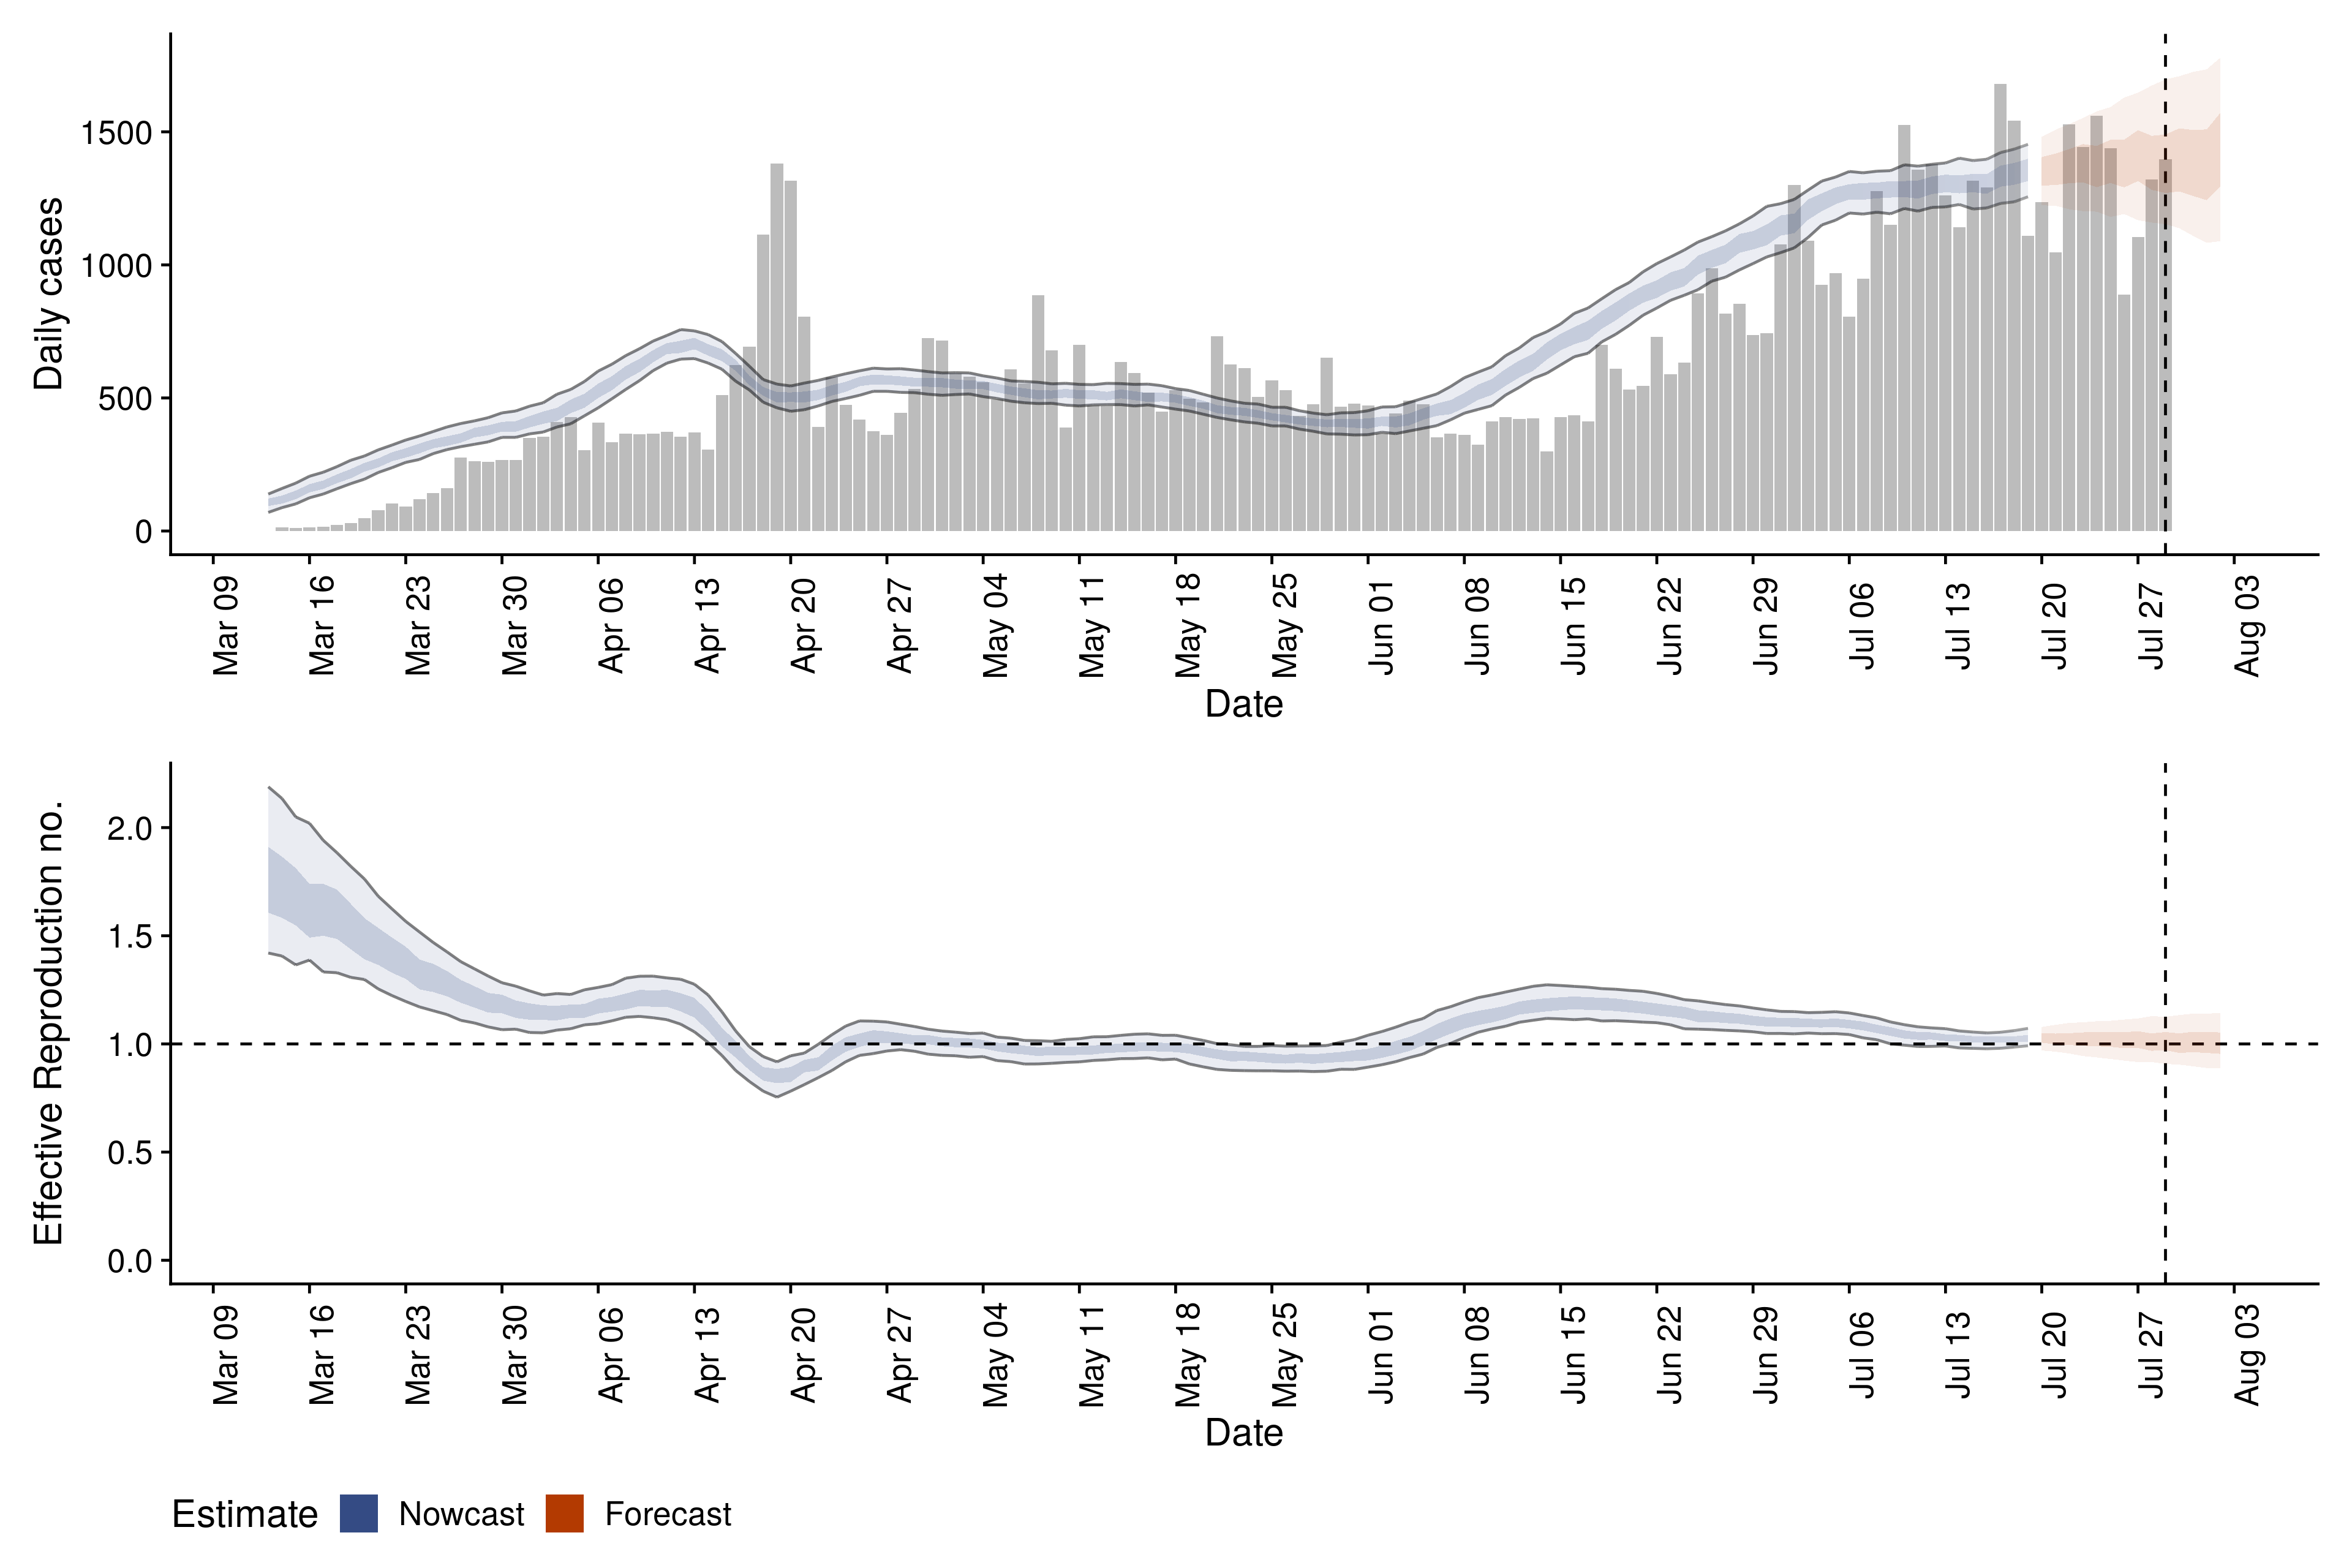 Daily cases
1500
1000
500
0
Mar 09
Mar 16
Mar 23
Mar 30
Apr 06
Apr 13
Apr 20
Apr 27
May 04
May 11
May 18
May 25
Jun 01
Jun 08
Jun 15
Jun 22
Jun 29
Jul 06
Jul 13
Jul 20
Jul 27
Aug 03
Date
Effective Reproduction no.
2.0
1.5
1.0
0.5
0.0
Mar 09
Mar 16
Mar 23
Mar 30
Apr 06
Apr 13
Apr 20
Apr 27
May 04
May 11
May 18
May 25
Jun 01
Jun 08
Jun 15
Jun 22
Jun 29
Jul 06
Jul 13
Jul 20
Jul 27
Aug 03
Date
Estimate Nowcast Forecast